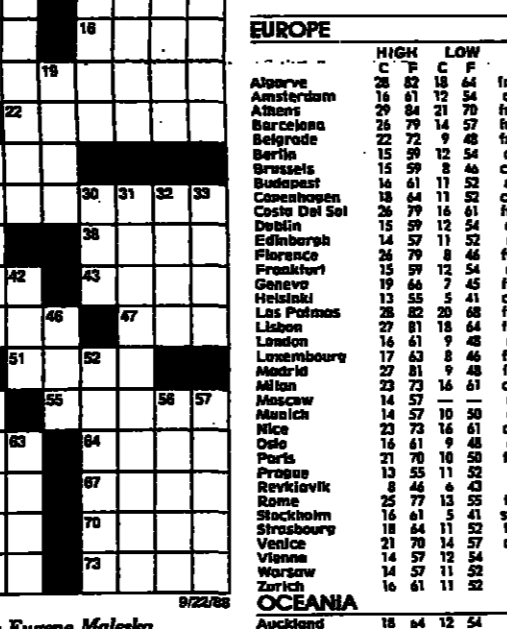 16
19
22
30 31 32 33
38
42 43
46 47
51 52
55 56 57
63 64
67
70
73
9/22/88
Eugene Maleska
EUROPE
HIGH LOW
C F C F
Algarve 28 82 18 64
Amsterdam 16 61 12 54
Athens 29 84 21 70
Barcelona 26 79 14 57
Belgrade 22 72 9 48
Berlin 15 59 12 54
Brussels 15 59 8 46
Budapest 16 61 11 52
Copenhagen 18 64 11 52
Costa Del Sol 26 79 16 61
Dublin 15 59 12 54
Edinburgh 14 57 11 52
Florence 26 79 8 46
Frankfurt 15 59 12 54
Geneva 19 66 7 45
Helsinki 13 55 5 41
Las Palmas 28 82 20 68
Lisbon 27 81 18 64
London 16 61 9 48
Luxembourg 17 63 8 46
Madrid 27 81 9 48
Milan 23 73 16 61
Moscow 14 57 — —
Munich 14 57 10 50
Nice 23 73 16 61
Oslo 16 61 9 48
Paris 21 70 10 50
Prague 13 55 11 52
Reykjavik 8 46 6 43
Rome 25 77 13 55
Stockholm 16 61 5 41
Strasbourg 18 64 11 52
Venice 21 70 14 57
Vienna 14 57 12 54
Warsaw 14 57 11 52
Zurich 16 61 11 52
OCEANIA
Auckland 18 64 12 54